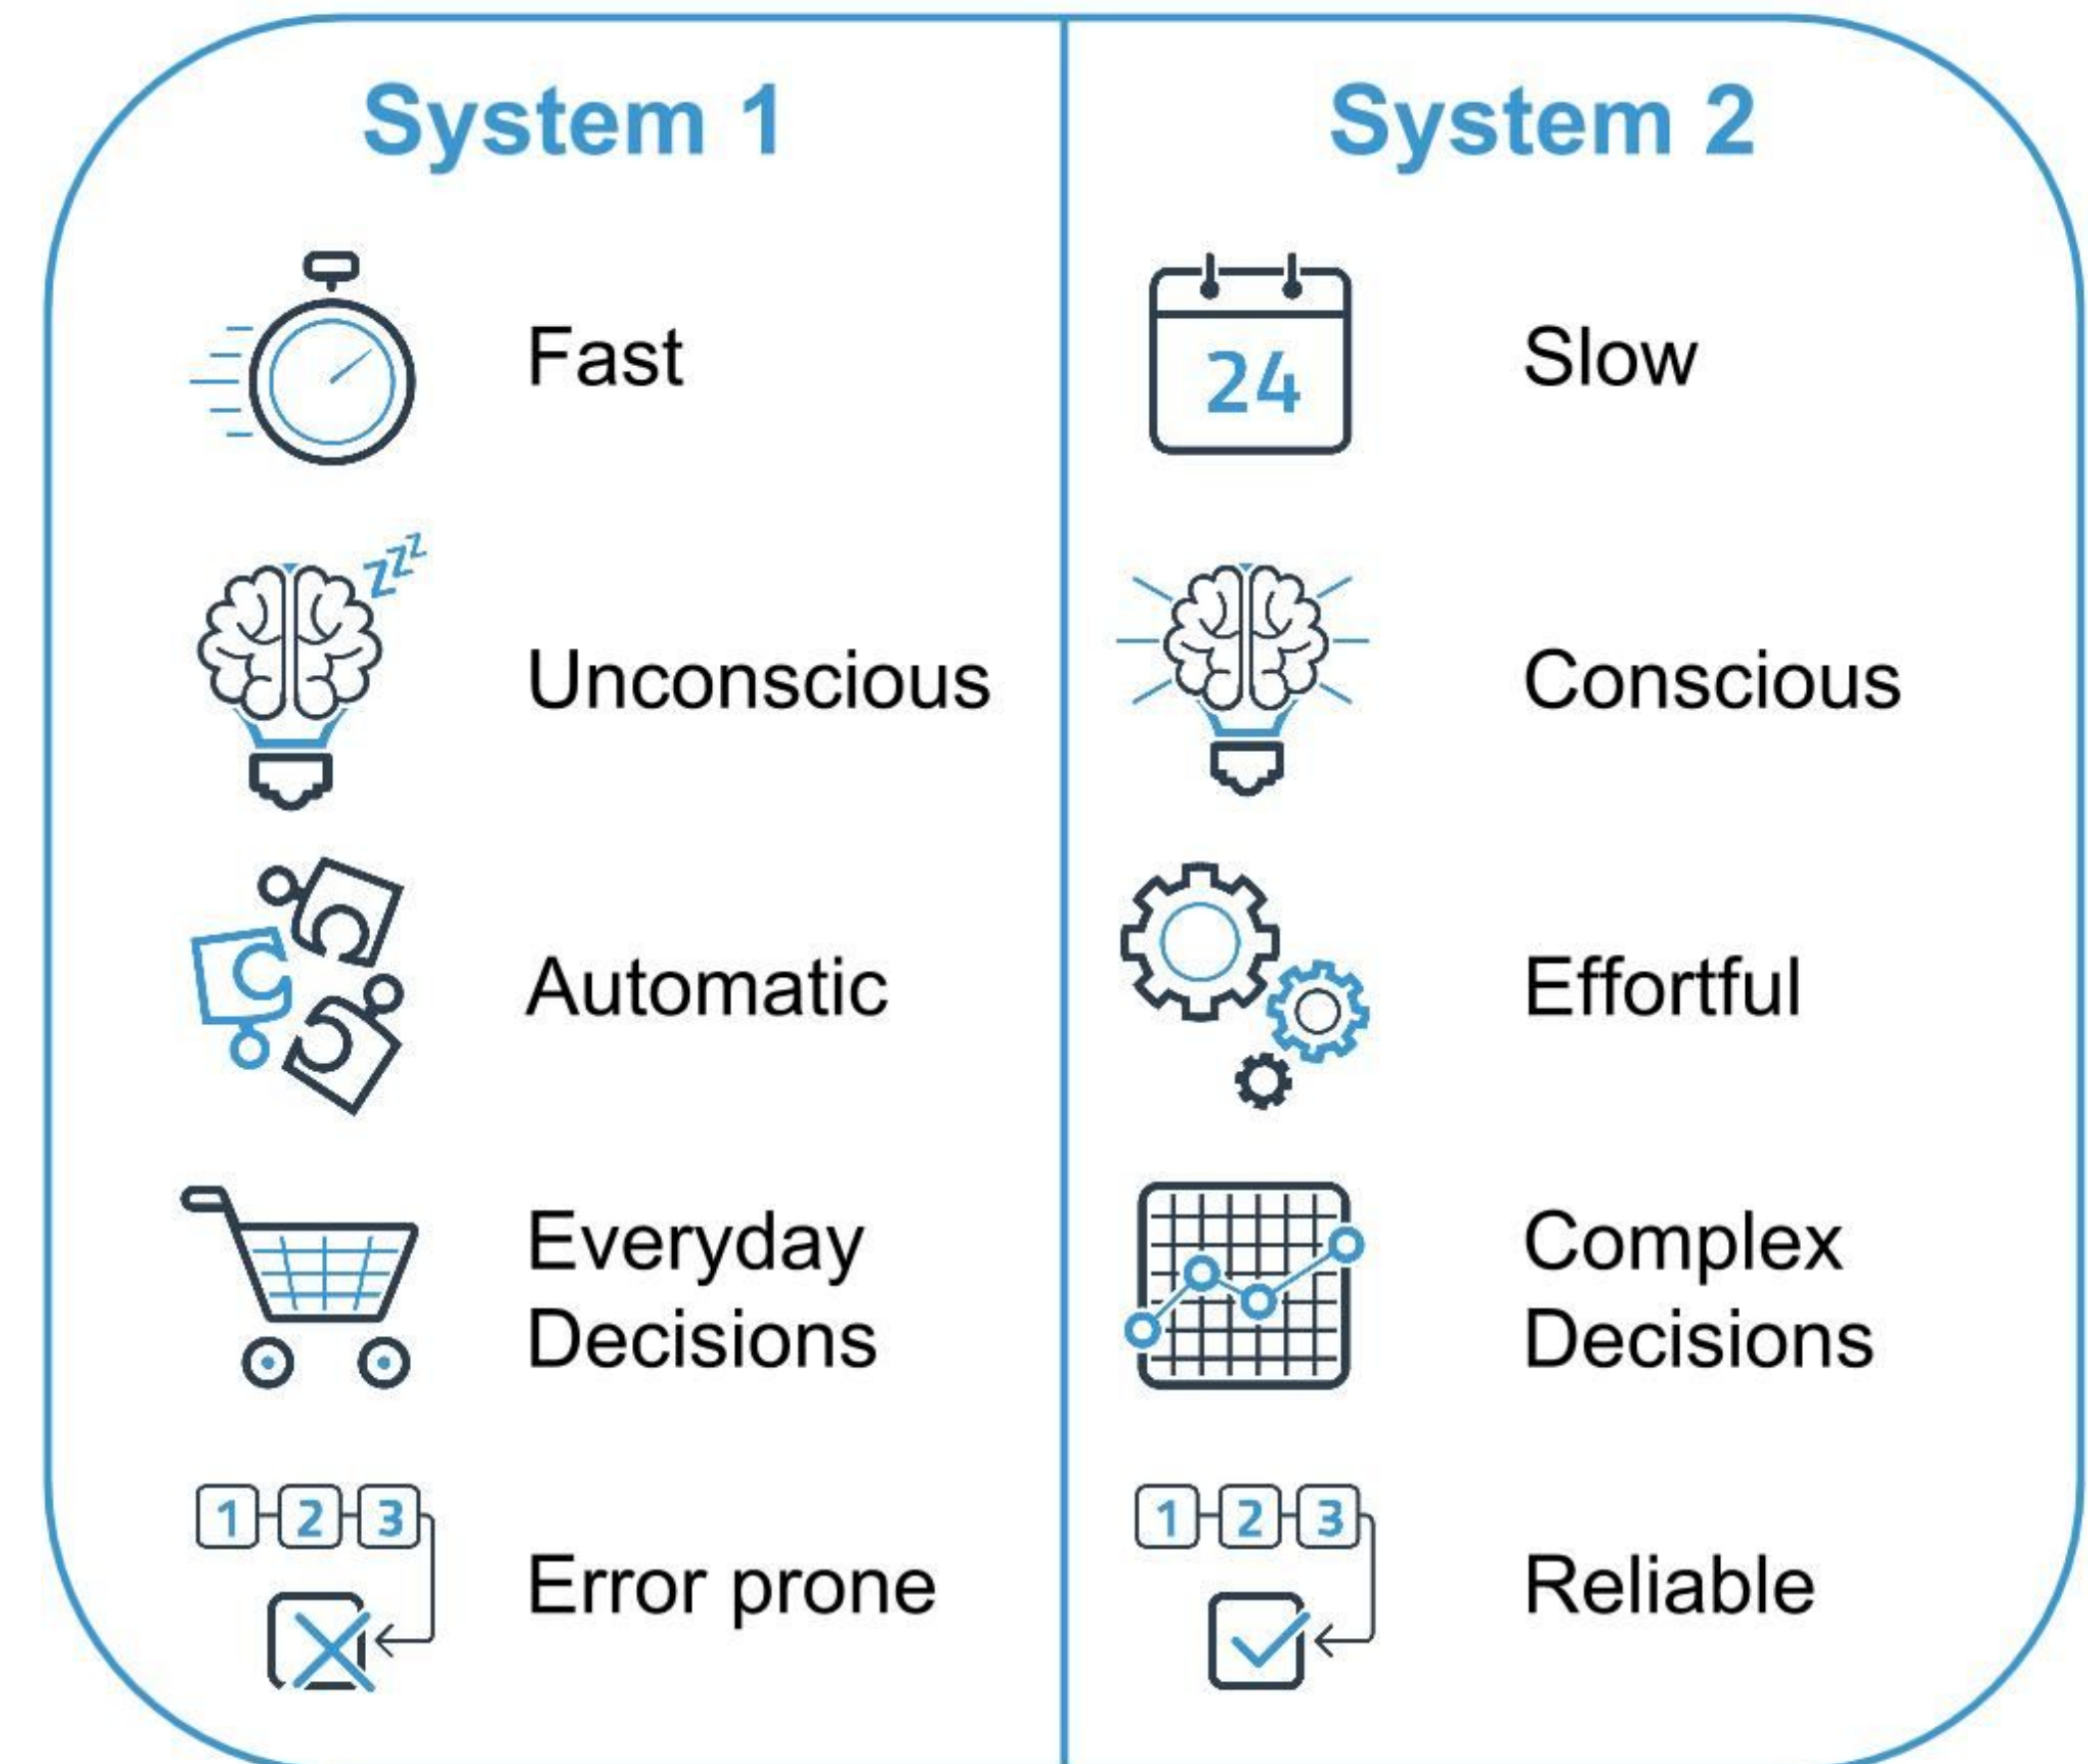 System 1
Fast
zzz
Unconscious
Automatic
Everyday
Decisions
1 2 3
Error prone
System 2
24
Slow
Conscious
Effortful
Complex
Decisions
1 2 3
Reliable